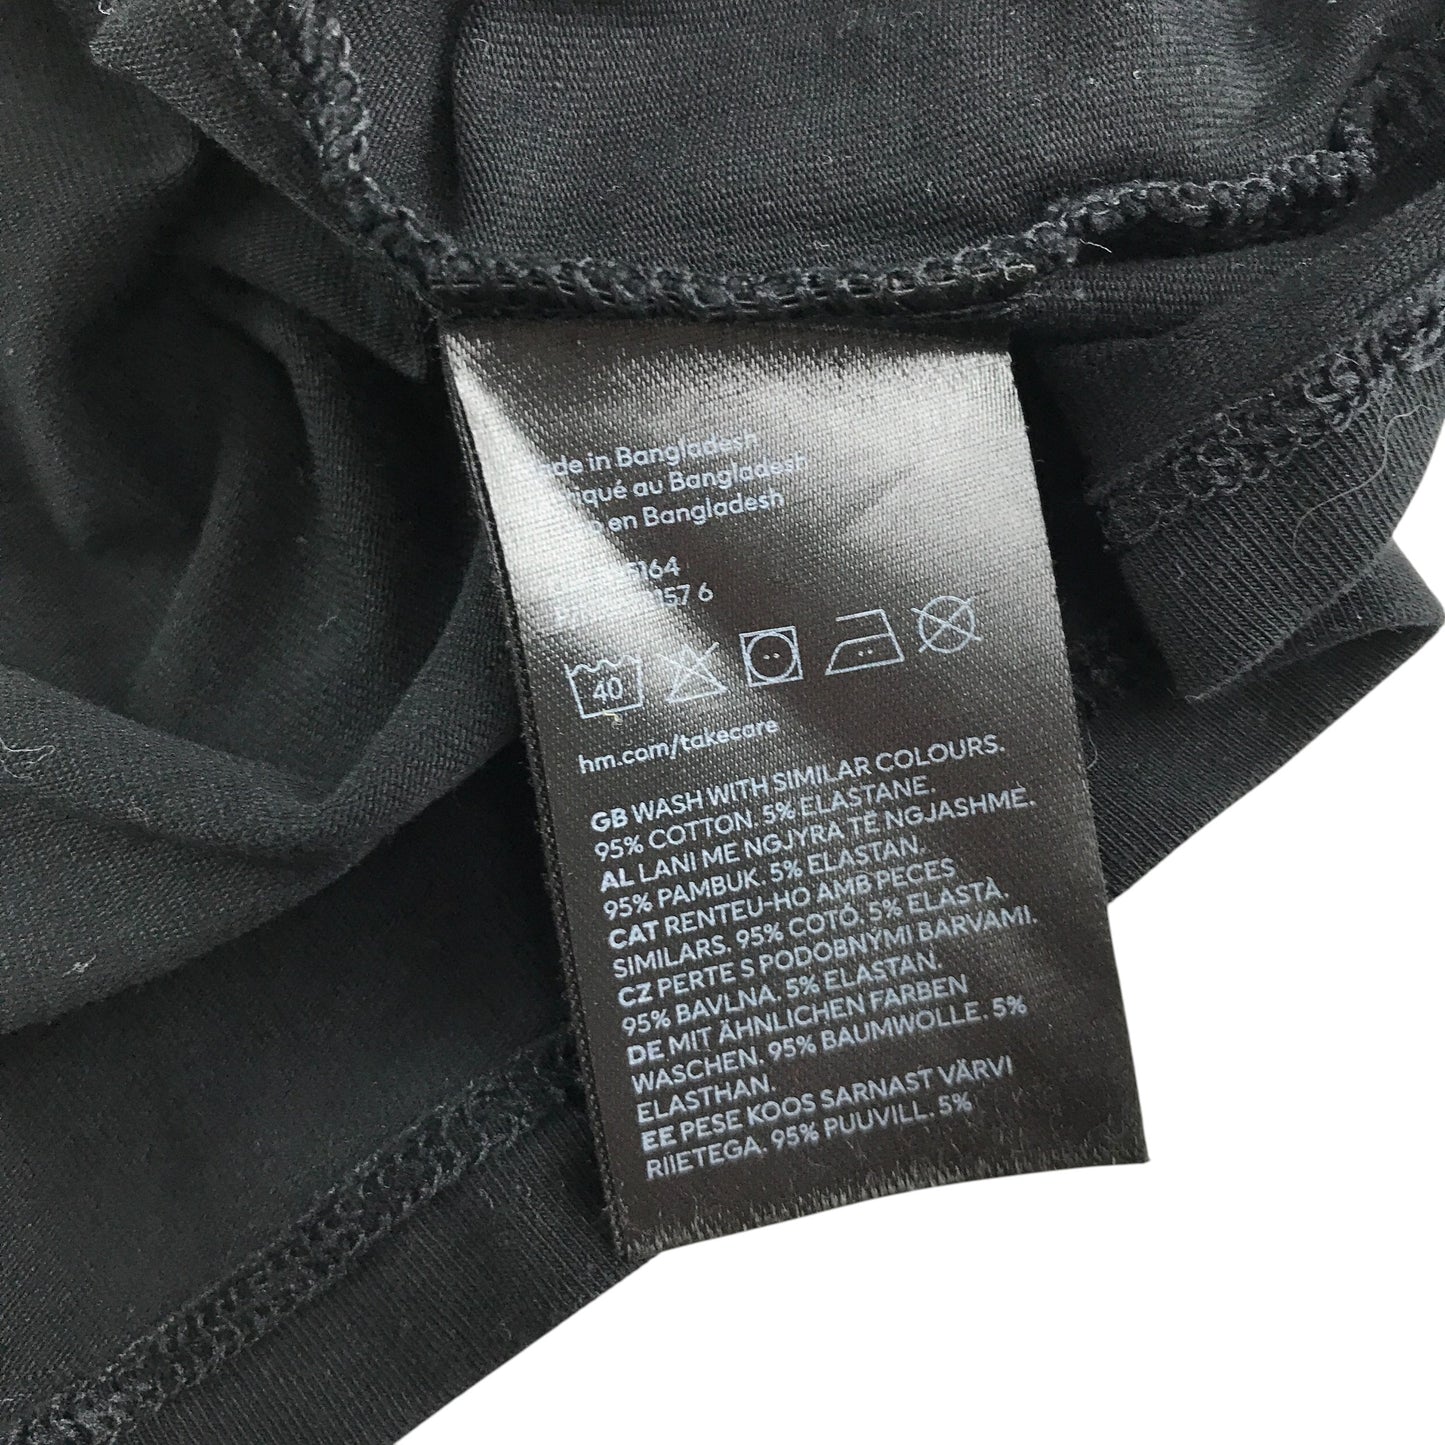 in Bangladesh
au Bangladesh
en Bangladesh
40
hm.com/takecare
GB WASH WITH SIMILAR COLOURS.
95% COTTON. 5% ELASTANE.
AL LANI ME NGJYRA TË NGJASHME.
95% PAMBUK. 5% ELASTAN.
CAT RENTEU-HO AMB PECES
SIMILARS. 95% COTÓ. 5% ELASTÀ.
CZ PERTE S PODOBNÝMI BARVAMI.
95% BAVLNA. 5% ELASTAN.
DE MIT ÄHNLICHEN FARBEN
WASCHEN. 95% BAUMWOLLE. 5%
ELASTHAN.
EE PESE KOOS SARNAST VÄRVI
RIIETEGA. 95% PUUVILL. 5%